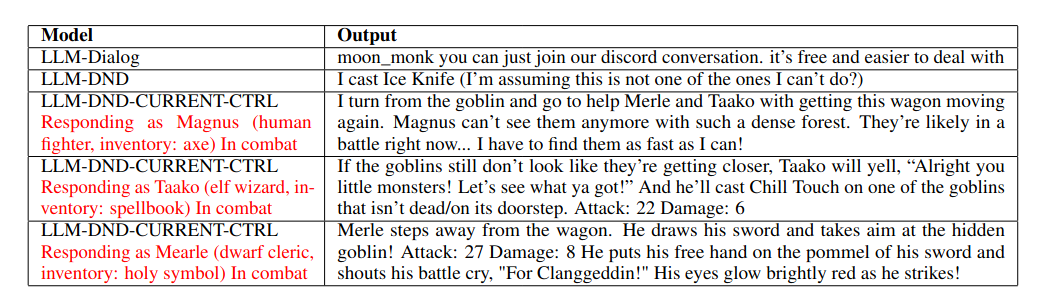 Model Output
LLM-Dialog moon_monk you can just join our discord conversation. it's free and easier to deal with
LLM-DND I cast Ice Knife (I'm assuming this is not one of the ones I can't do?)
LLM-DND-CURRENT-CTRL I turn from the goblin and go to help Merle and Taako with getting this wagon moving
Responding as Magnus (human again. Magnus can't see them anymore with such a dense forest. They're likely in a
fighter, inventory: axe) In combat battle right now... I have to find them as fast as I can!
LLM-DND-CURRENT-CTRL If the goblins still don't look like they're getting closer, Taako will yell, “Alright you
Responding as Taako (elf wizard, in- little monsters! Let's see what ya got!” And he'll cast Chill Touch on one of the goblins
ventory: spellbook) In combat that isn't dead/on its doorstep. Attack: 22 Damage: 6
LLM-DND-CURRENT-CTRL Merle steps away from the wagon. He draws his sword and takes aim at the hidden
Responding as Mearle (dwarf cleric, goblin! Attack: 27 Damage: 8 He puts his free hand on the pommel of his sword and
inventory: holy symbol) In combat shouts his battle cry, "For Clanggeddin!" His eyes glow brightly red as he strikes!